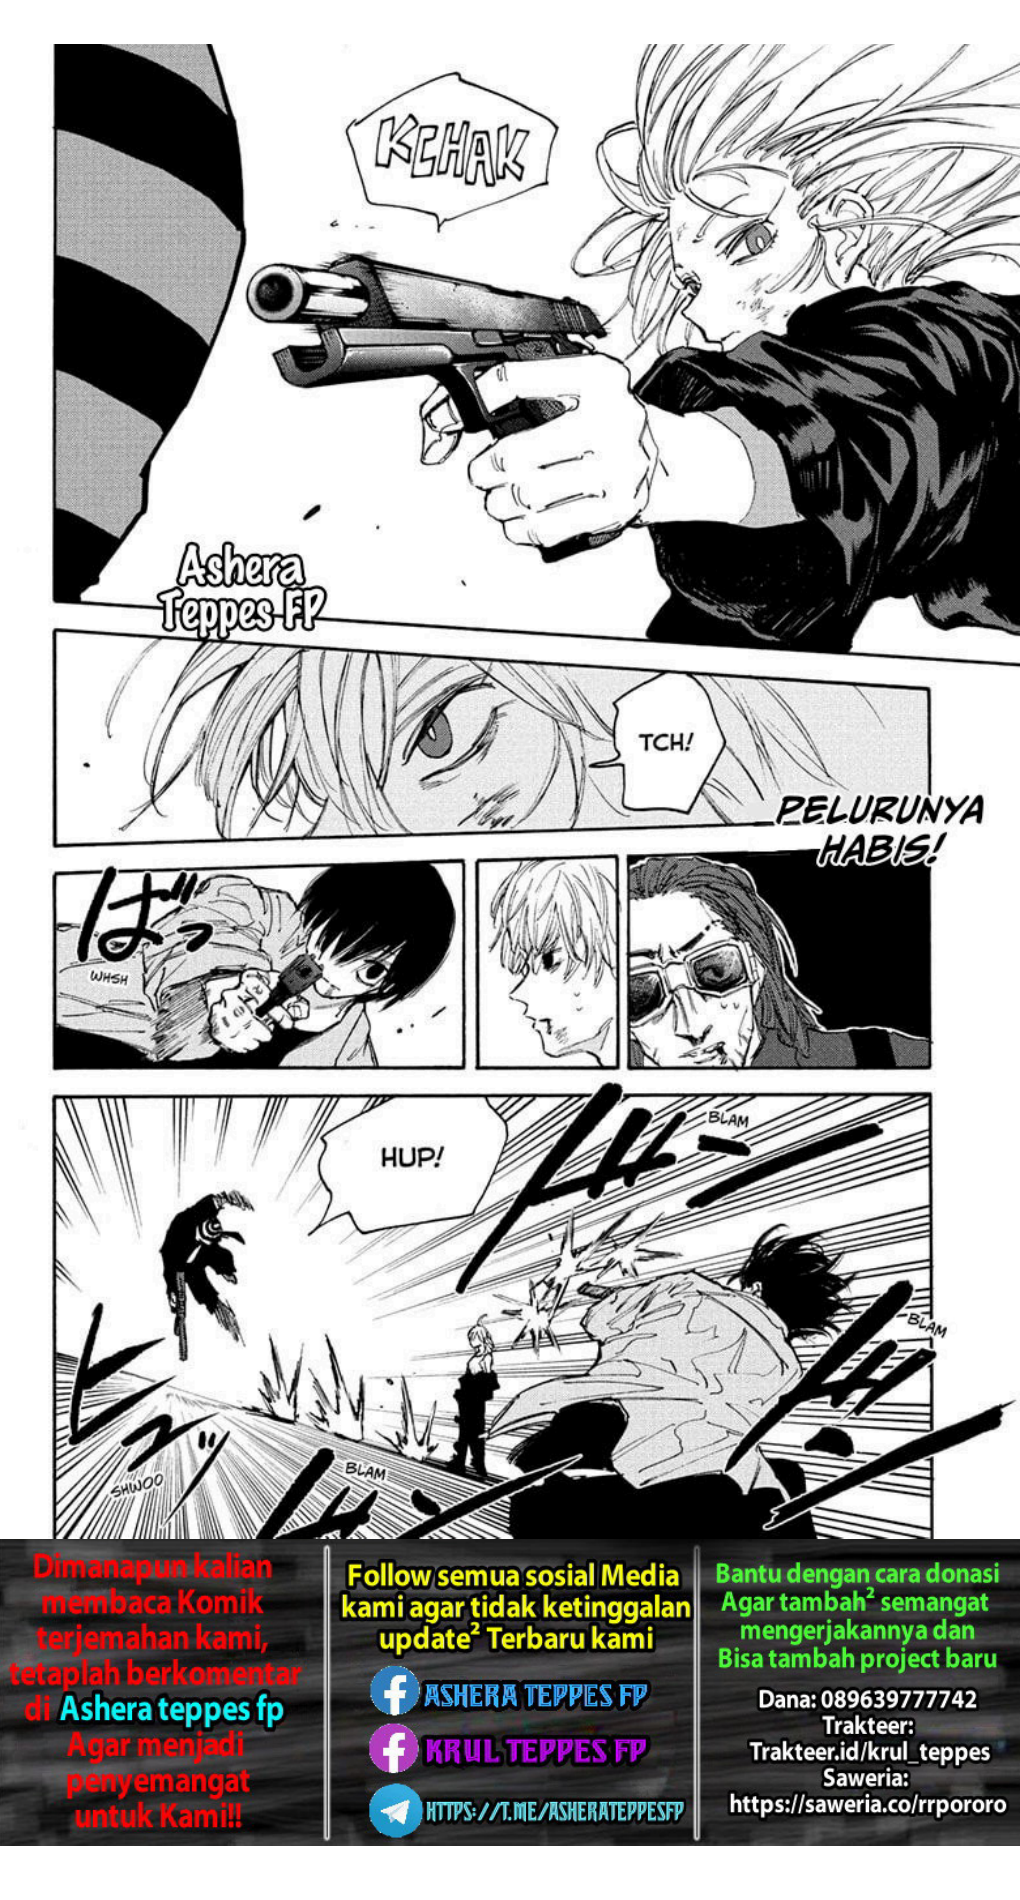 KCHAK
Ashera
Teppes FP
TCH!
PELURUNYA
HABIS!
ばっ
WHSH
HUP!
BLAM
BLAM
SHWOO
BLAM
Dimanapun kalian
membaca Komik
terjemahan kami,
tetaplah berkomentar
di Ashera teppes fp
Agar menjadi
penyemangat
untuk Kami!!
Follow semua sosial Media
kami agar tidak ketinggalan
update² Terbaru kami
ASHERA TEPPES FP
KRUL TEPPES FP
HTTPS://T.ME/ASHERATEPPESFP
Bantu dengan cara donasi
Agar tambah² semangat
mengerjakannya dan
Bisa tambah project baru
Dana: 089639777742
Trakteer:
Trakteer.id/krul_teppes
Saweria:
https://saweria.co/rrpororo